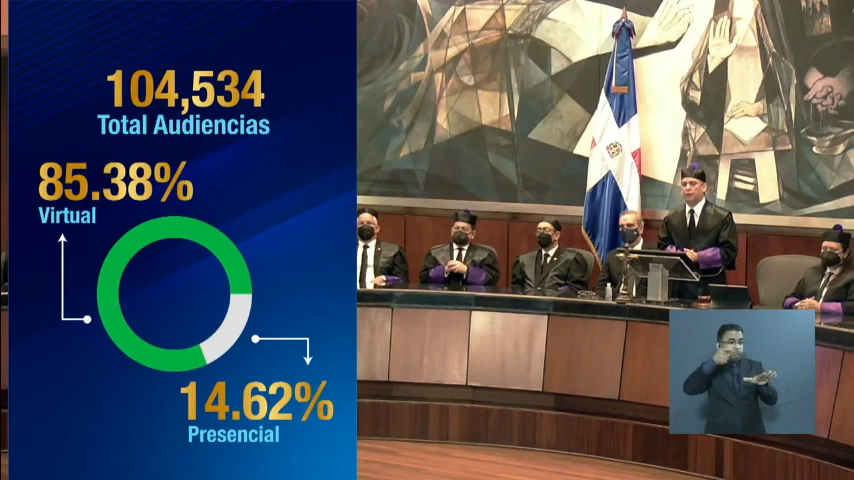 104,534
Total Audiencias
85.38%
Virtual
14.62%
Presencial